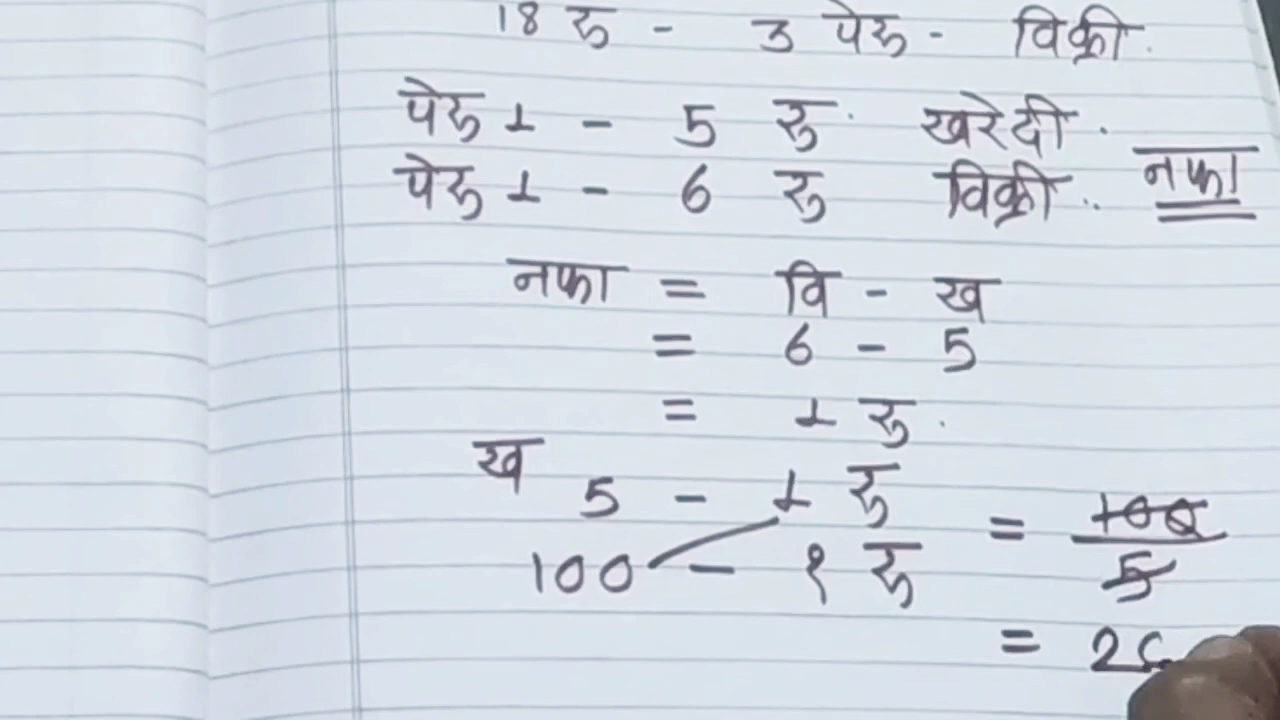 18 रु - 3 पेरु - विक्री.
पेरु 1 - 5 रु. खरेदी.
पेरु 1 - 6 रु विक्री.. नफा
नफा = वि - ख
= 6 - 5
= 1 रु.
ख 5 - 1 रु = 100
100 - ? रु 5
= 20